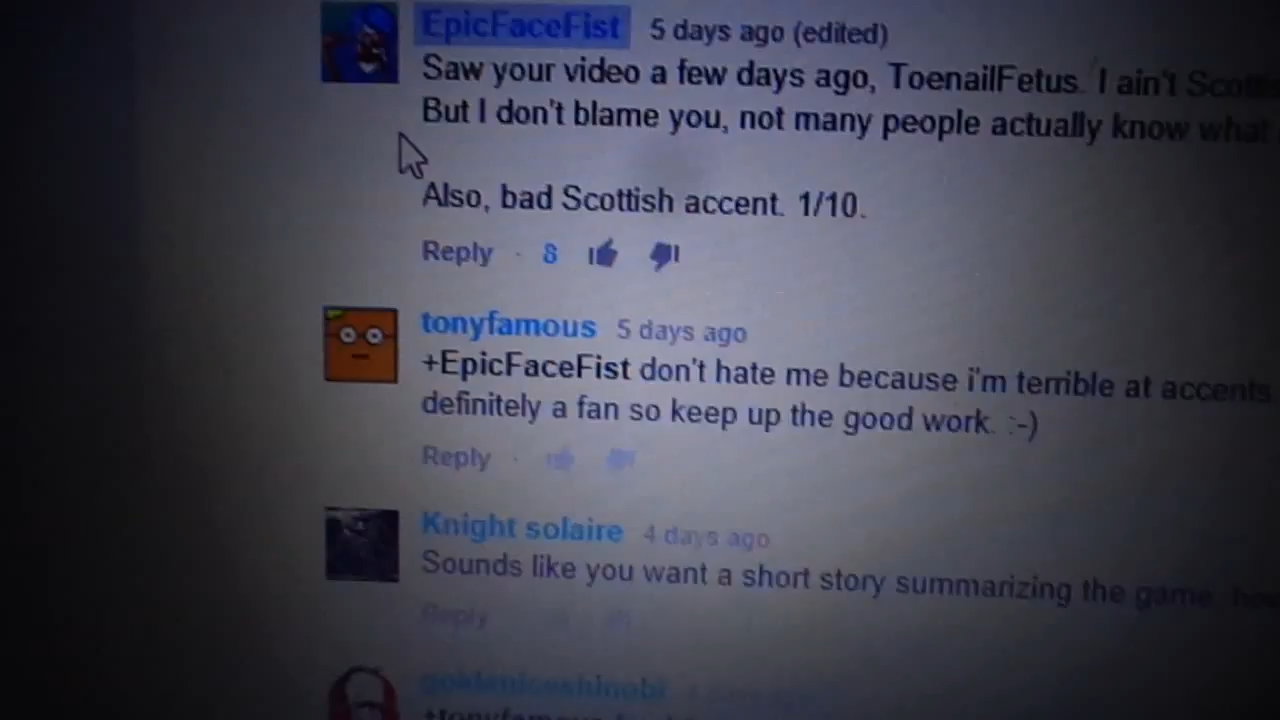 EpicFaceFist 5 days ago (edited)
Saw your video a few days ago, ToenailFetus. I ain't
But I don't blame you, not many people actually know what
Also, bad Scottish accent. 1/10.
Reply · 8
tonyfamous 5 days ago
+EpicFaceFist don't hate me because i'm terrible at accents
definitely a fan so keep up the good work. :-)
Reply ·
Knight solaire 4 days ago
Sounds like you want a short story summarizing the game,
Reply